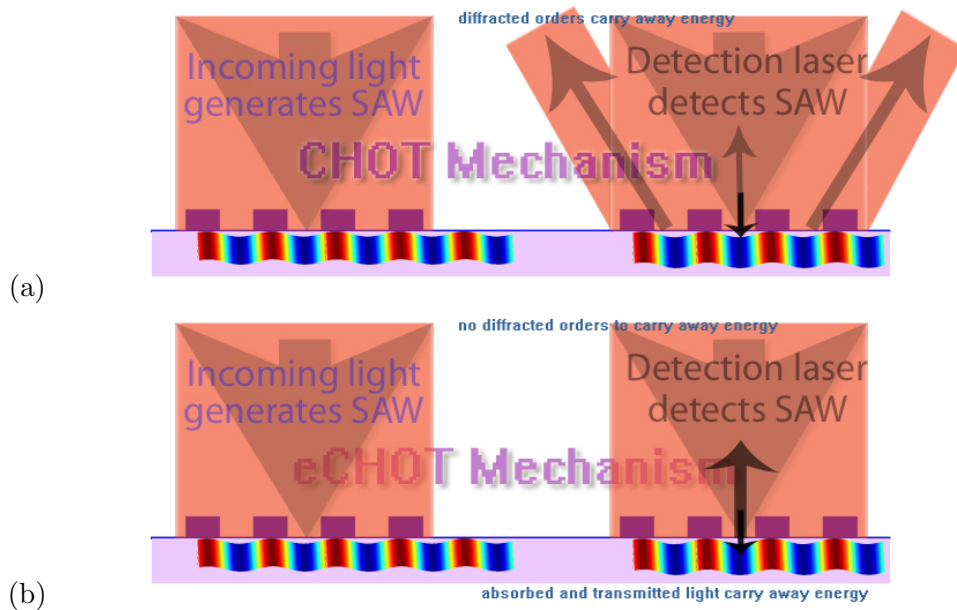 diffracted orders carry away energy
Incoming light
generates SAW
Detection laser
detects SAW
CHOT Mechanism
(a)
no diffracted orders to carry away energy
Incoming light
generates SAW
Detection laser
detects SAW
eCHOT Mechanism
(b)
absorbed and transmitted light carry away energy